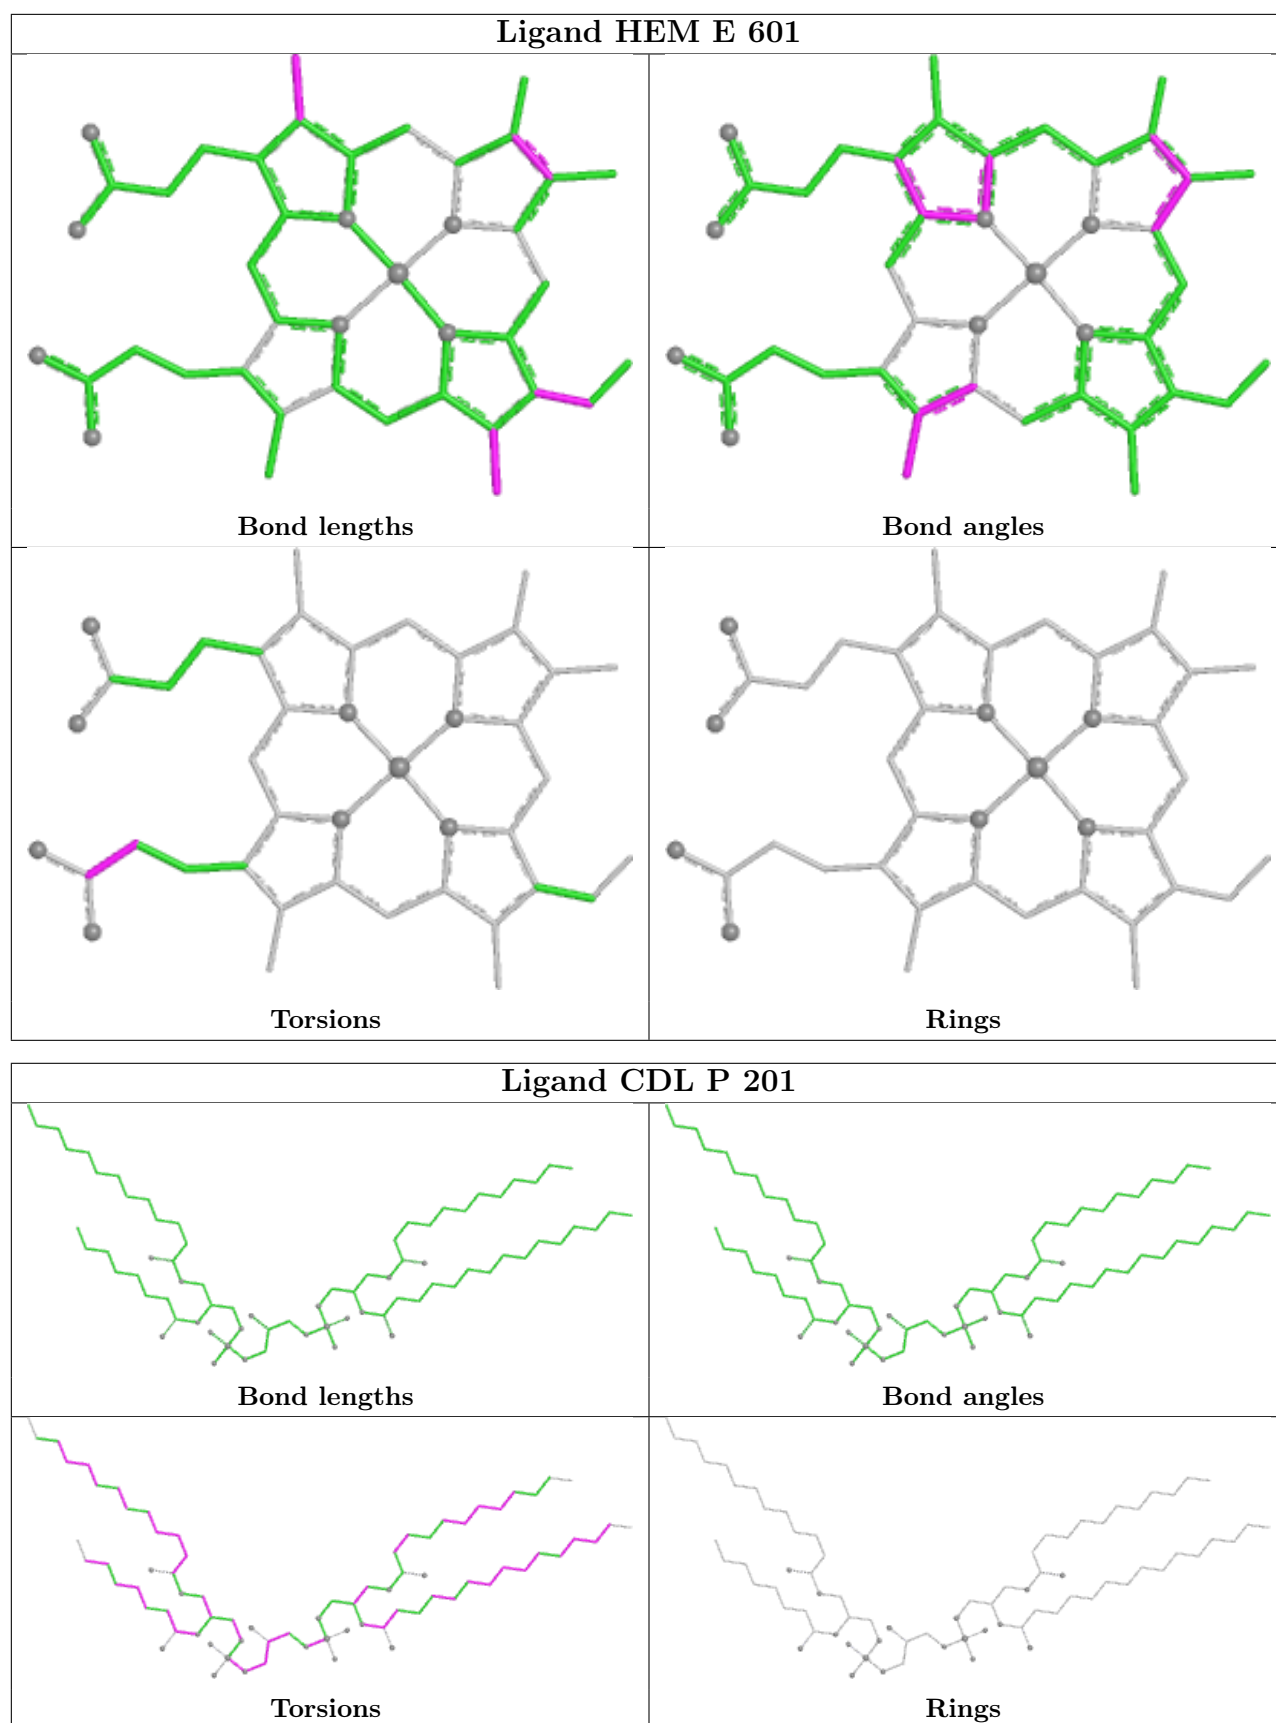 Ligand HEM E 601
Bond lengths
Bond angles
Torsions
Rings
Ligand CDL P 201
Bond lengths
Bond angles
Torsions
Rings